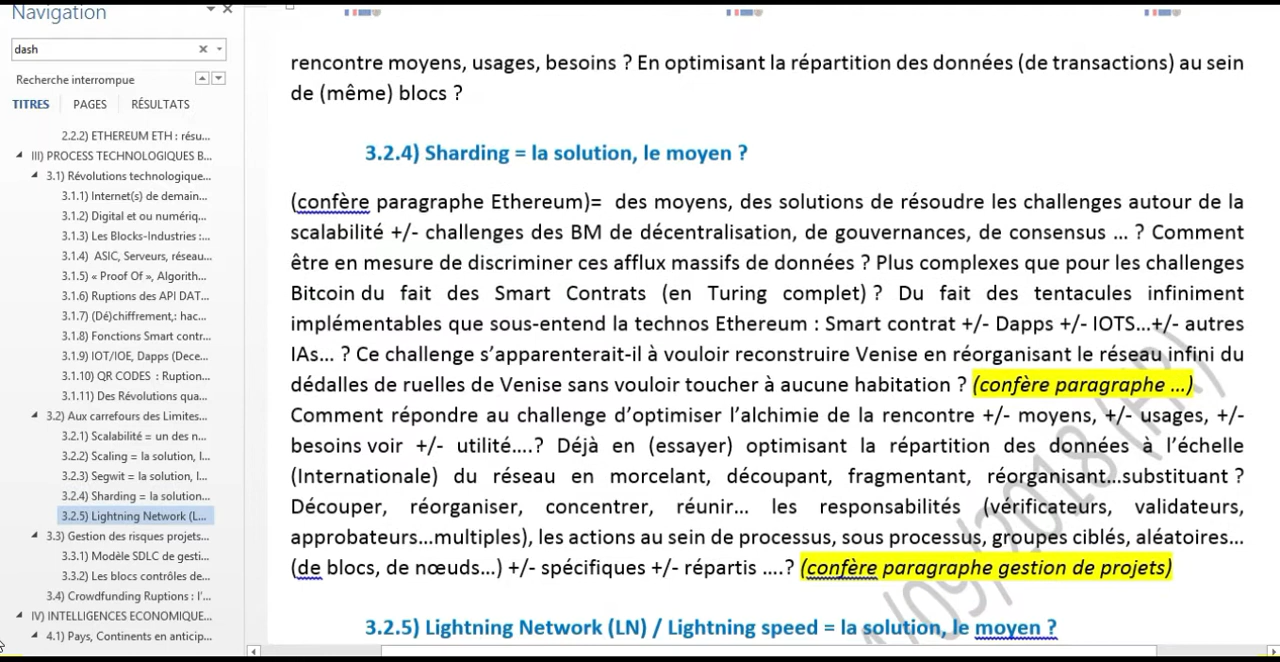 Navigation
dash
Recherche interrompue
TITRES PAGES RÉSULTATS
2.2.2) ETHEREUM ETH : résu...
III) PROCESS TECHNOLOGIQUES B...
3.1) Révolutions technologique...
3.1.1) Internet(s) de demain...
3.1.2) Digital et ou numériq...
3.1.3) Les Blocks-Industries :...
3.1.4) ASIC, Serveurs, réseau...
3.1.5) « Proof Of », Algorith...
3.1.6) Ruptions des API DAT...
3.1.7) (Dé)chiffrement,: hac...
3.1.8) Fonctions Smart contr...
3.1.9) IOT/IOE, Dapps (Dece...
3.1.10) QR CODES : Ruption...
3.1.11) Des Révolutions qua...
3.2) Aux carrefours des Limites...
3.2.1) Scalabilité = un des n...
3.2.2) Scaling = la solution, l...
3.2.3) Segwit = la solution, l...
3.2.4) Sharding = la solution...
3.2.5) Lightning Network (L...
3.3) Gestion des risques projets...
3.3.1) Modèle SDLC de gesti...
3.3.2) Les blocs contrôles de...
3.4) Crowdfunding Ruptions : l'...
IV) INTELLIGENCES ECONOMIQUE...
4.1) Pays, Continents en anticip...
rencontre moyens, usages, besoins ? En optimisant la répartition des données (de transactions) au sein
de (même) blocs ?
3.2.4) Sharding = la solution, le moyen ?
(confère paragraphe Ethereum)= des moyens, des solutions de résoudre les challenges autour de la
scalabilité +/- challenges des BM de décentralisation, de gouvernances, de consensus ... ? Comment
être en mesure de discriminer ces afflux massifs de données ? Plus complexes que pour les challenges
Bitcoin du fait des Smart Contrats (en Turing complet) ? Du fait des tentacules infiniment
implémentables que sous-entend la technos Ethereum : Smart contrat +/- Dapps +/- IOTS...+/- autres
IAs... ? Ce challenge s'apparenterait-il à vouloir reconstruire Venise en réorganisant le réseau infini du
dédalles de ruelles de Venise sans vouloir toucher à aucune habitation ? (confère paragraphe ...)
Comment répondre au challenge d'optimiser l'alchimie de la rencontre +/- moyens, +/- usages, +/-
besoins voir +/- utilité....? Déjà en (essayer) optimisant la répartition des données à l'échelle
(Internationale) du réseau en morcelant, découpant, fragmentant, réorganisant...substituant ?
Découper, réorganiser, concentrer, réunir... les responsabilités (vérificateurs, validateurs,
approbateurs...multiples), les actions au sein de processus, sous processus, groupes ciblés, aléatoires...
(de blocs, de nœuds...) +/- spécifiques +/- répartis ....? (confère paragraphe gestion de projets)
3.2.5) Lightning Network (LN) / Lightning speed = la solution, le moyen ?